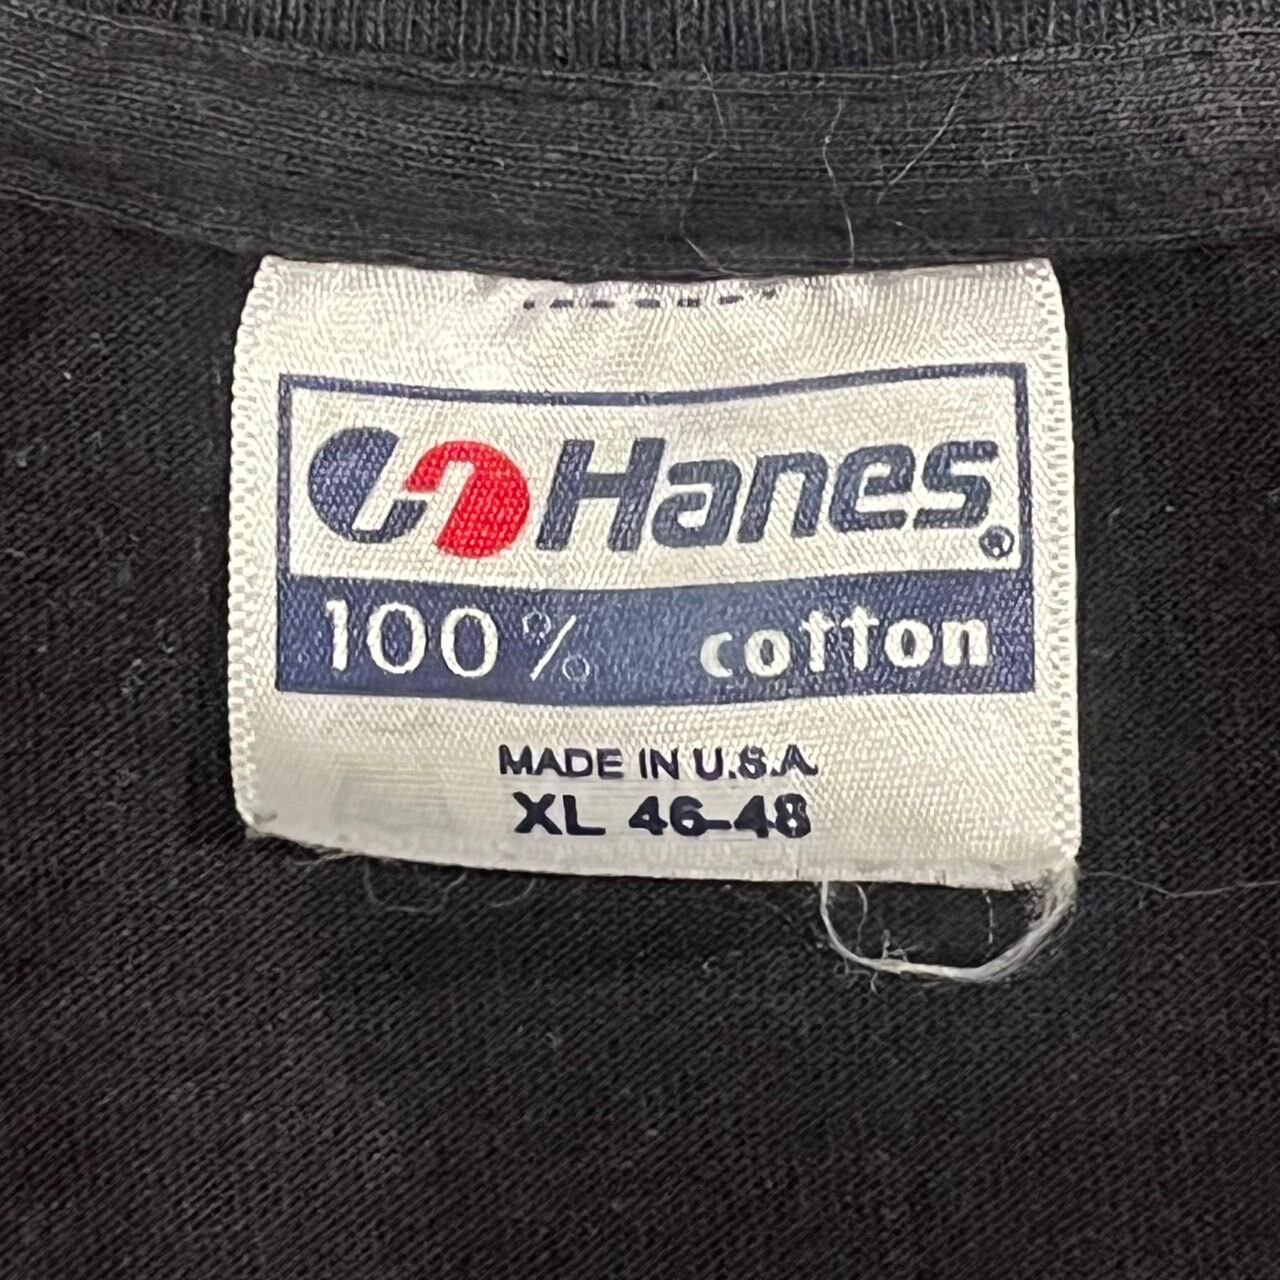 Hanes®
100% cotton
MADE IN U.S.A.
XL 46-48